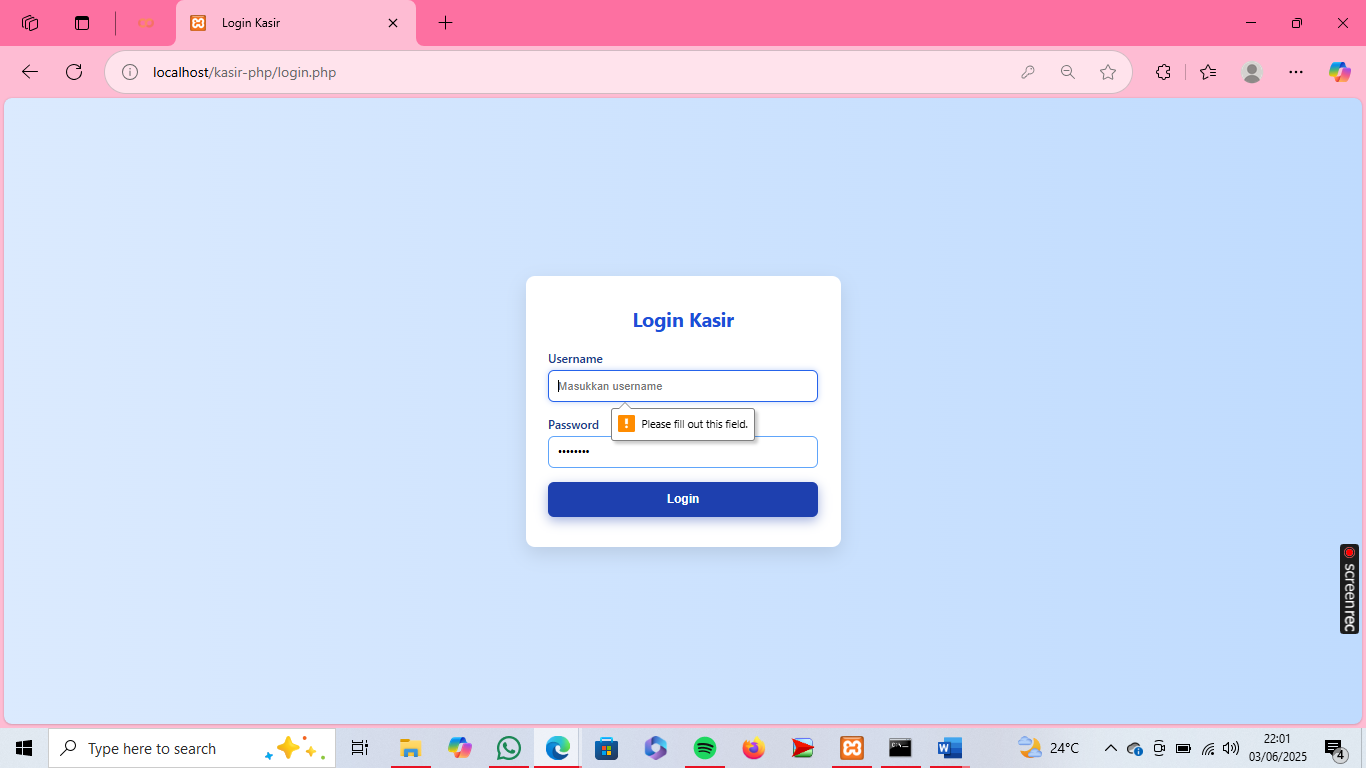 Login Kasir
localhost/kasir-php/login.php
Login Kasir
Username
Masukkan username
Please fill out this field.
Password
Login
screenrec
Type here to search
24°C
22:01
03/06/2025
4